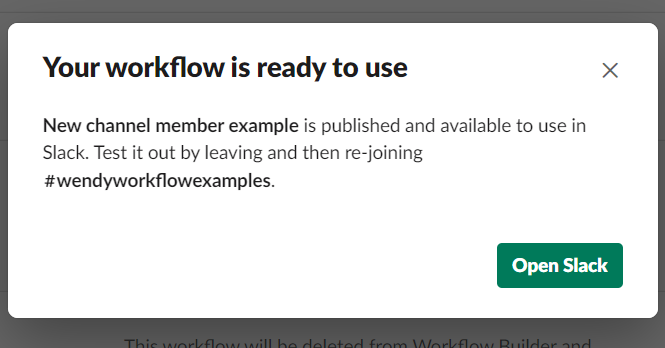 Your workflow is ready to use
New channel member example is published and available to use in
Slack. Test it out by leaving and then re-joining
#wendyworkflowexamples.
Open Slack
This workflow will be deleted from Workflow Builder and